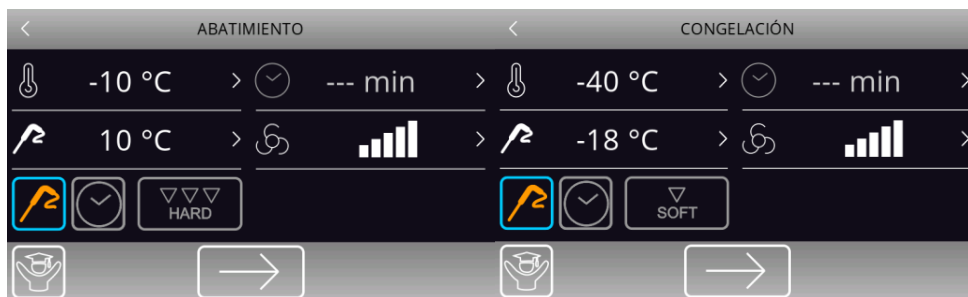 ABATIMIENTO
-10 °C
--- min
10 °C
HARD
CONGELACIÓN
-40 °C
--- min
-18 °C
SOFT